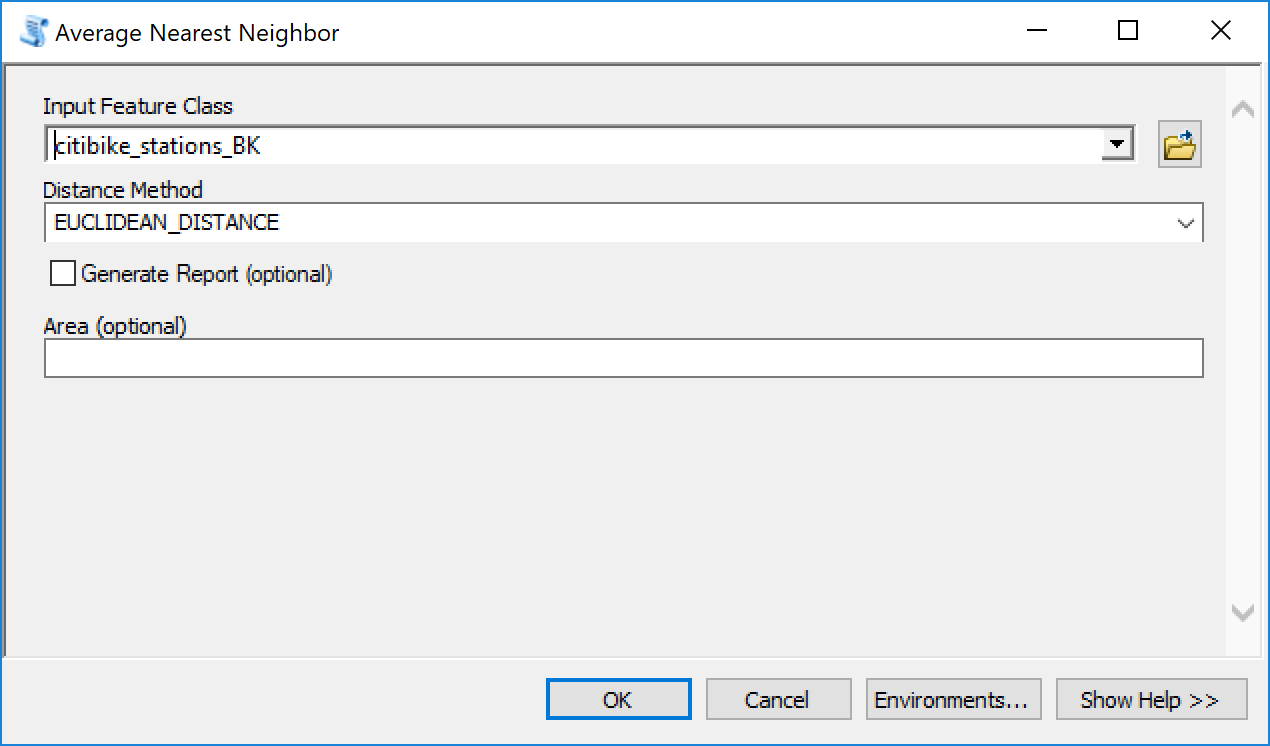 Average Nearest Neighbor
Input Feature Class
citibike_stations_BK
Distance Method
EUCLIDEAN_DISTANCE
Generate Report (optional)
Area (optional)
OK
Cancel
Environments...
Show Help >>